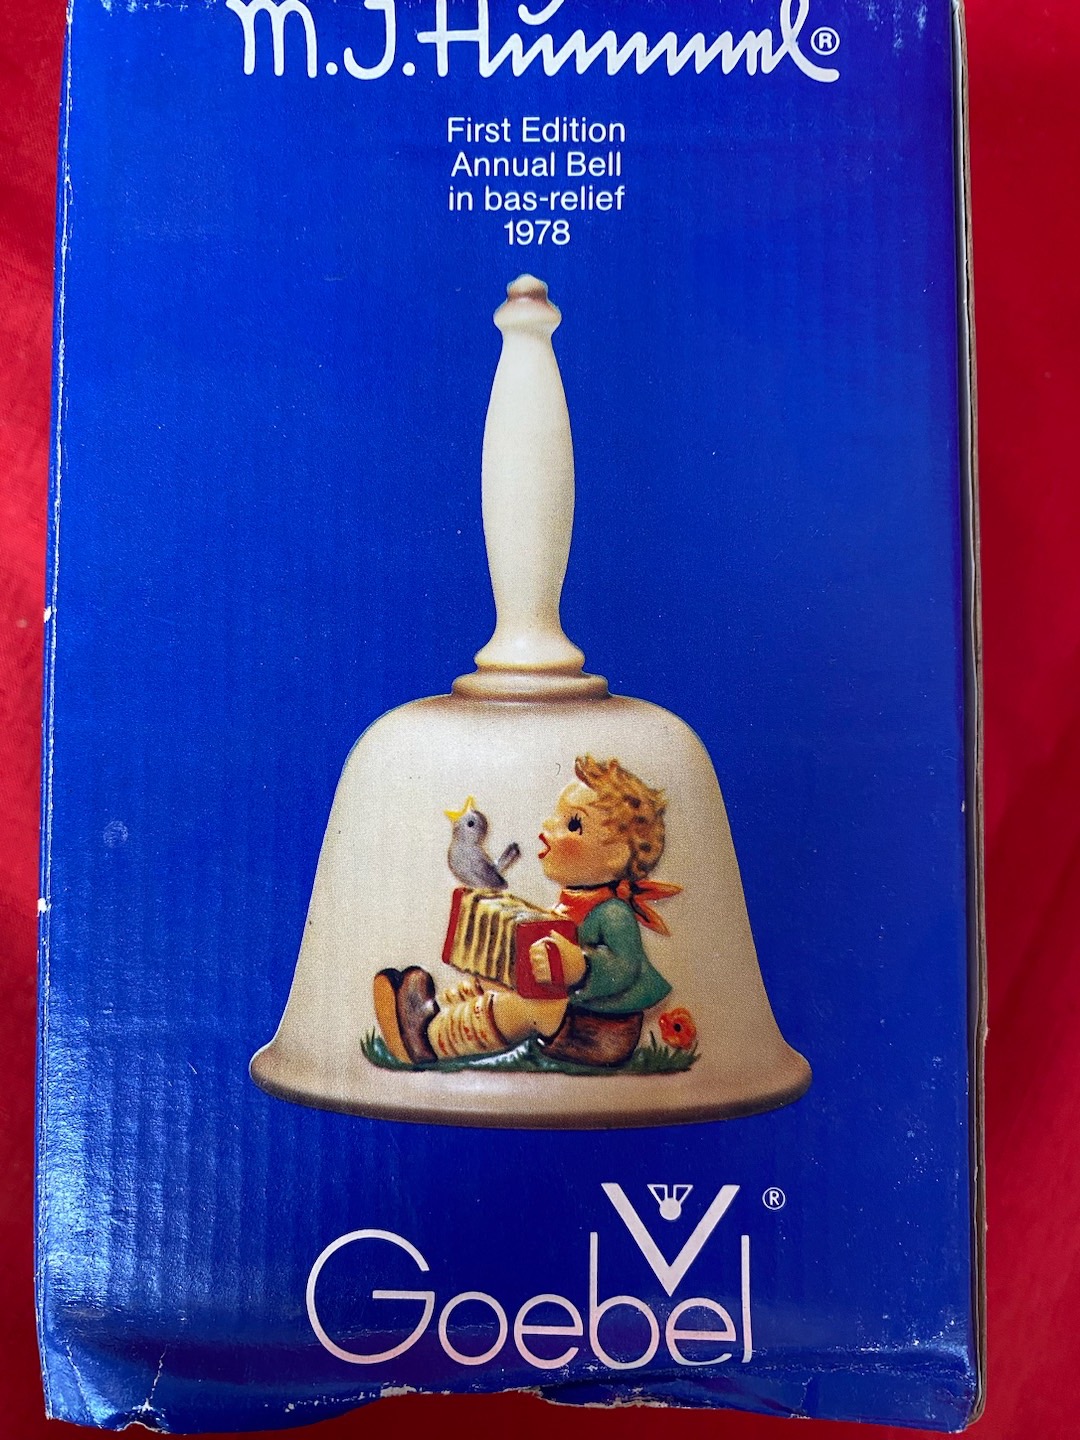 M.J. Hummel®
First Edition
Annual Bell
in bas-relief
1978
Goebel®